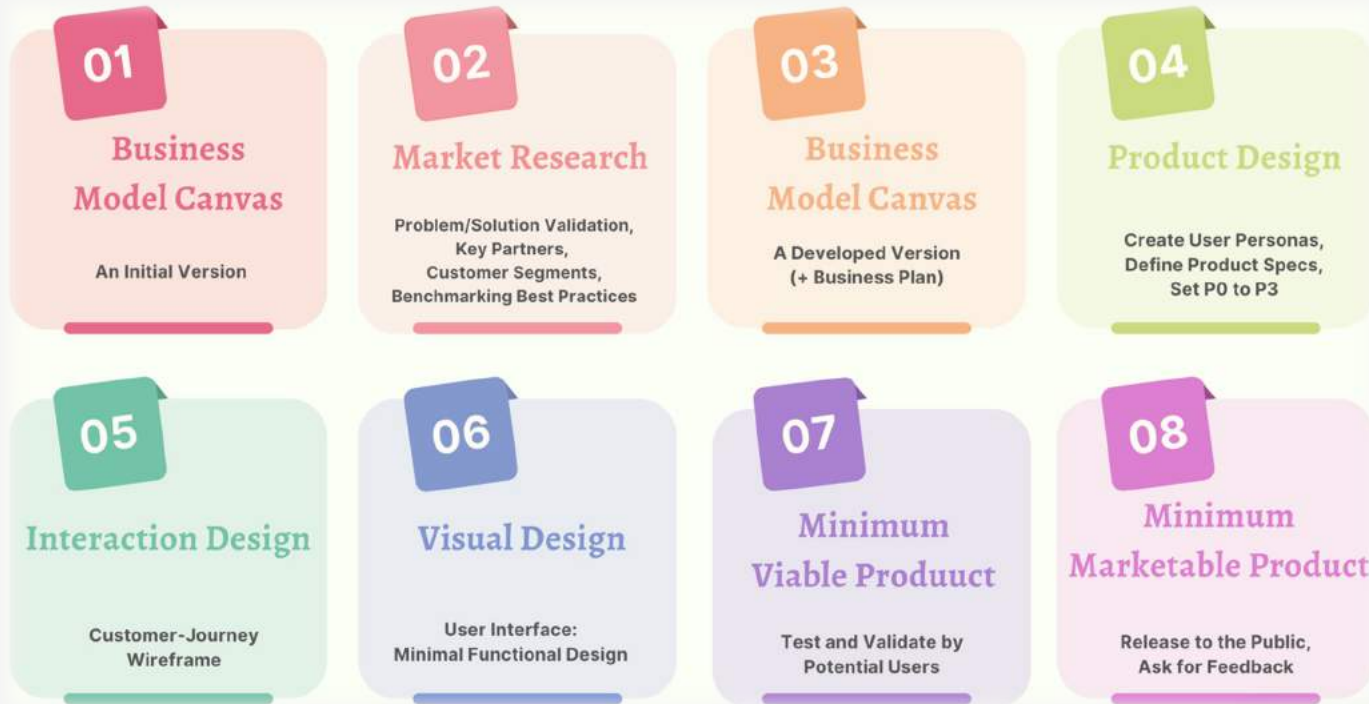 01
Business
Model Canvas
An Initial Version
02
Market Research
Problem/Solution Validation,
Key Partners,
Customer Segments,
Benchmarking Best Practices
03
Business
Model Canvas
A Developed Version
(+ Business Plan)
04
Product Design
Create User Personas,
Define Product Specs,
Set P0 to P3
05
Interaction Design
Customer-Journey
Wireframe
06
Visual Design
User Interface:
Minimal Functional Design
07
Minimum
Viable Produuct
Test and Validate by
Potential Users
08
Minimum
Marketable Product
Release to the Public,
Ask for Feedback